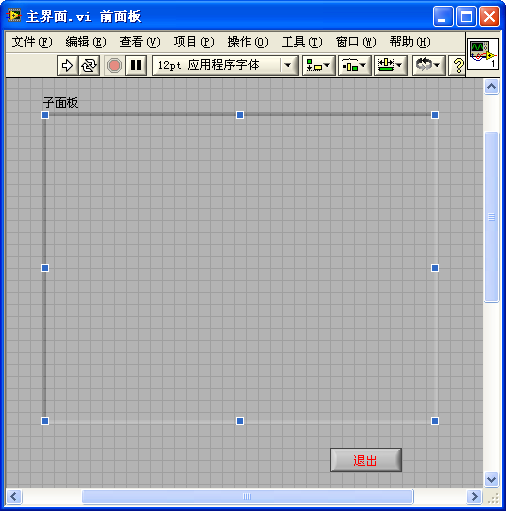 主界面.vi 前面板
文件(F) 编辑(E) 查看(V) 项目(P) 操作(O) 工具(T) 窗口(W) 帮助(H)
12pt 应用程序字体
?
1
子面板
退出